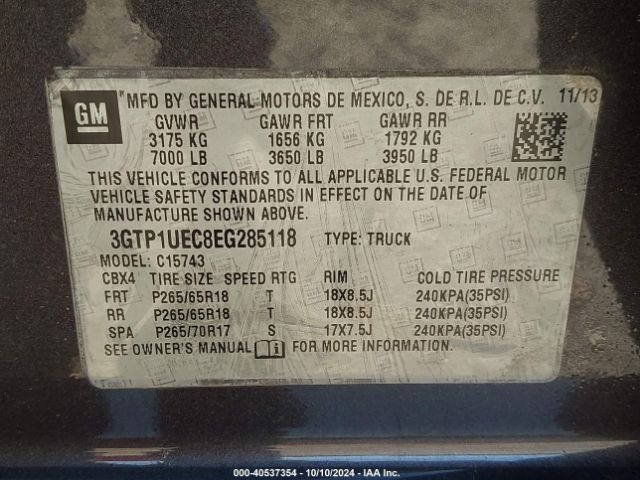 GM
MFD BY GENERAL MOTORS DE MEXICO, S. DE R.L. DE C.V. 11/13
GVWR GAWR FRT GAWR RR
3175 KG 1656 KG 1792 KG
7000 LB 3650 LB 3950 LB
THIS VEHICLE CONFORMS TO ALL APPLICABLE U.S. FEDERAL MOTOR
VEHICLE SAFETY STANDARDS IN EFFECT ON THE DATE OF
MANUFACTURE SHOWN ABOVE.
3GTP1UEC8EG285118 TYPE: TRUCK
MODEL: C15743
CBX4 TIRE SIZE SPEED RTG RIM COLD TIRE PRESSURE
FRT P265/65R18 T 18X8.5J 240KPA(35PSI)
RR P265/65R18 T 18X8.5J 240KPA(35PSI)
SPA P265/70R17 S 17X7.5J 240KPA(35PSI)
SEE OWNER'S MANUAL FOR MORE INFORMATION.
000-40537354 - 10/10/2024 - IAA Inc.